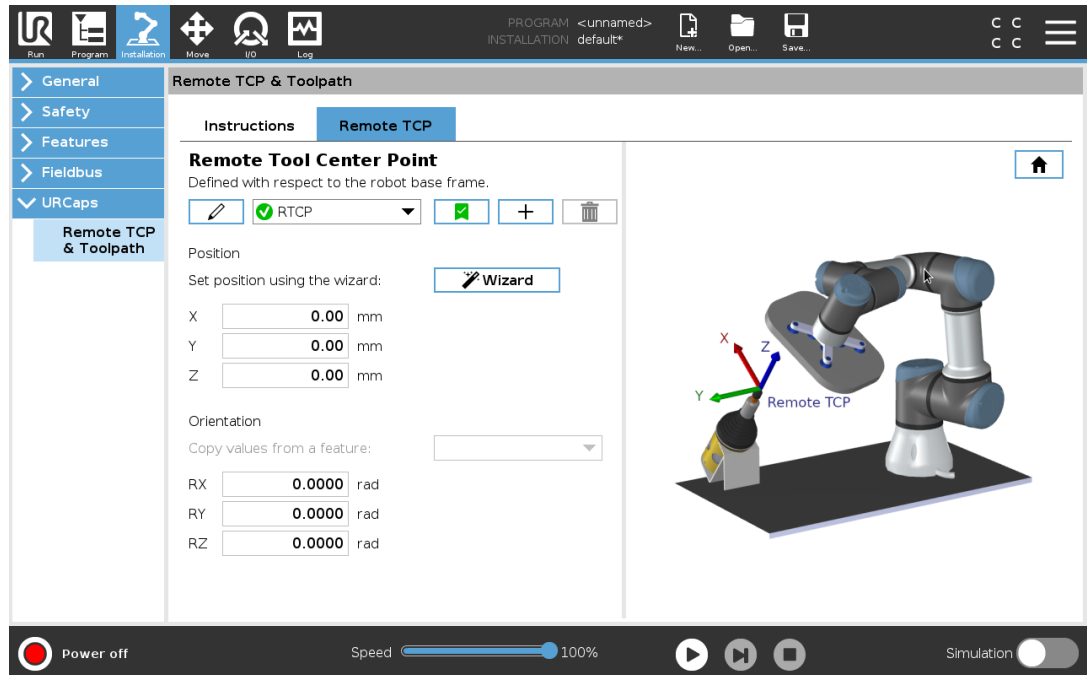 PROGRAM <unnamed>
INSTALLATION default*
UR
Run
Program
Installation
Move
I/O
Log
New...
Open...
Save...
C C
C C
General
Safety
Features
Fieldbus
URCaps
Remote TCP
& Toolpath
Remote TCP & Toolpath
Instructions
Remote TCP
Remote Tool Center Point
Defined with respect to the robot base frame.
RTCP
Position
Set position using the wizard:
Wizard
X 0.00 mm
Y 0.00 mm
Z 0.00 mm
Orientation
Copy values from a feature:
RX 0.0000 rad
RY 0.0000 rad
RZ 0.0000 rad
X
Z
Y
Remote TCP
Power off
Speed
100%
Simulation